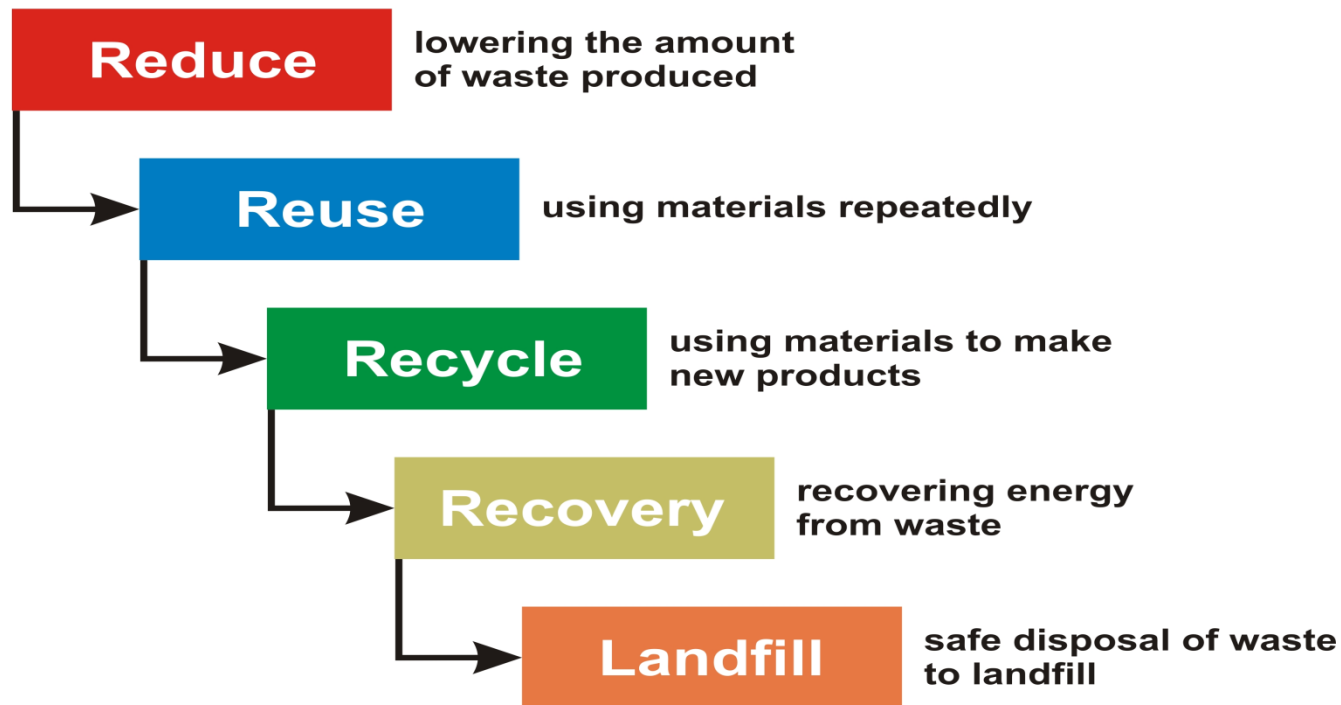 Reduce
lowering the amount
of waste produced
Reuse
using materials repeatedly
Recycle
using materials to make
new products
Recovery
recovering energy
from waste
Landfill
safe disposal of waste
to landfill